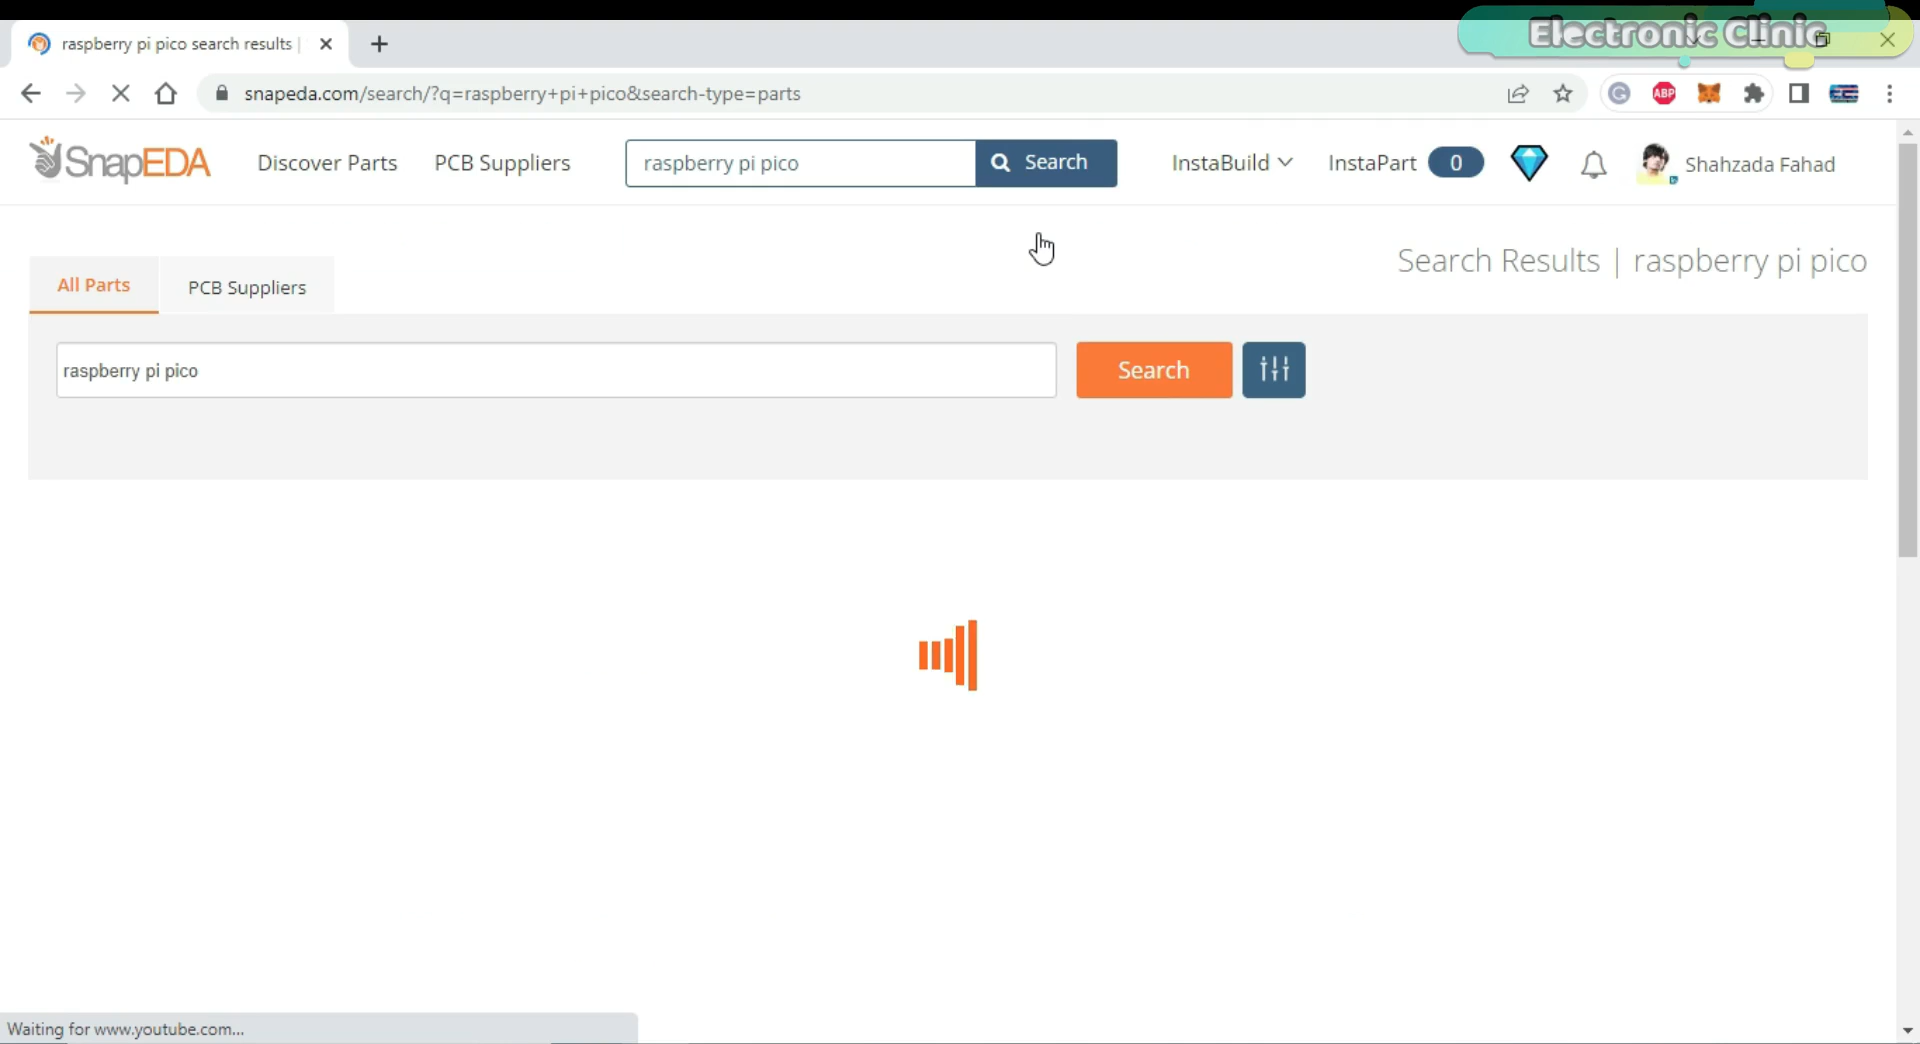 Electronic Clinic
raspberry pi pico search results |
snapeda.com/search/?q=raspberry+pi+pico&search-type=parts
ABP
SnapEDA
Discover Parts
PCB Suppliers
raspberry pi pico
Search
InstaBuild
InstaPart
0
Shahzada Fahad
Search Results | raspberry pi pico
All Parts
PCB Suppliers
raspberry pi pico
Search
Waiting for www.youtube.com...